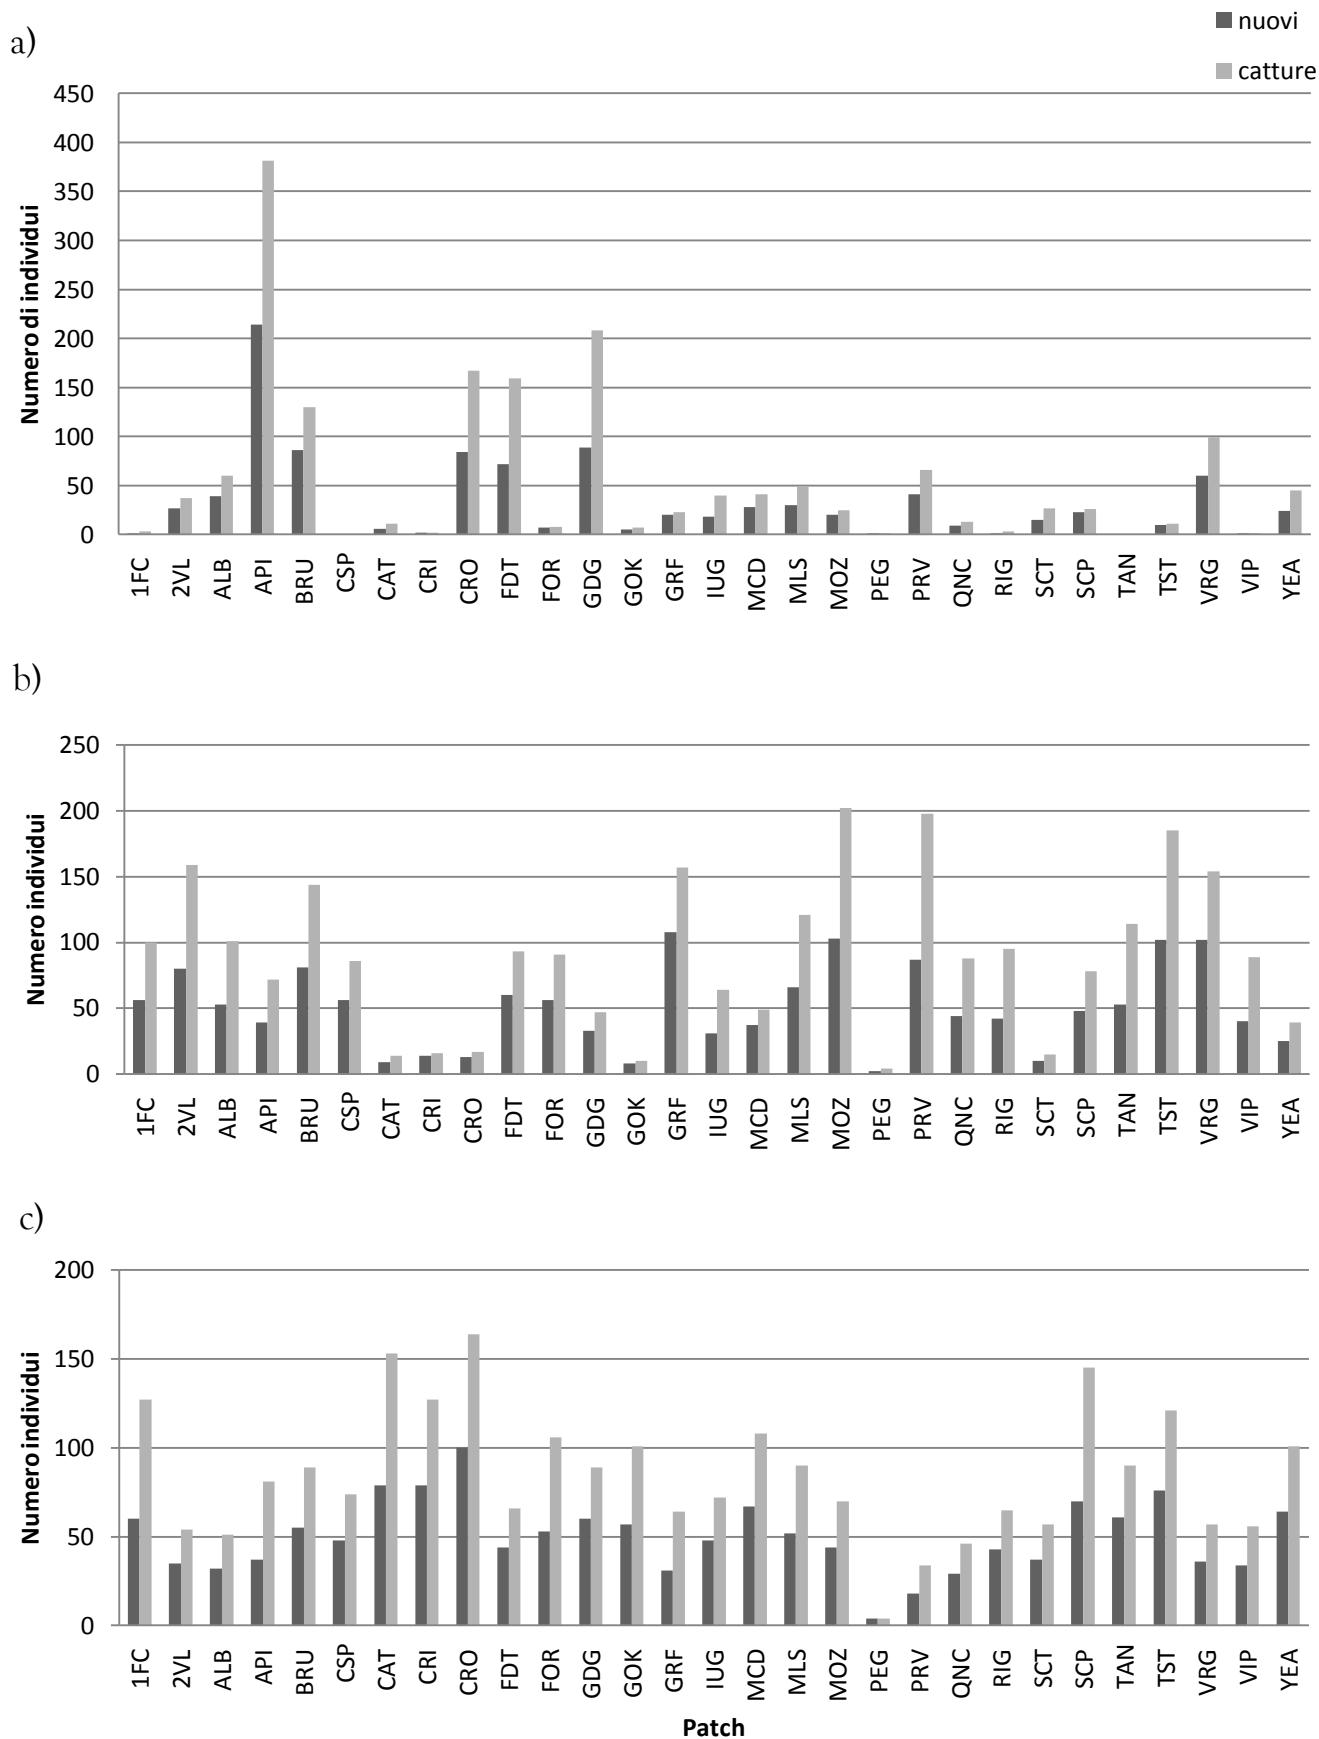 nuovi
a)
catture
450
400
350
300
250
200
150
100
50
0
Numero di individui
1FC 2VL ALB API BRU CSP CAT CRI CRO FDT FOR GDG GOK GRF IUG MCD MLS MOZ PEG PRV QNC RIG SCT SCP TAN TST VRG VIP YEA
b)
250
200
150
100
50
0
Numero individui
1FC 2VL ALB API BRU CSP CAT CRI CRO FDT FOR GDG GOK GRF IUG MCD MLS MOZ PEG PRV QNC RIG SCT SCP TAN TST VRG VIP YEA
c)
200
150
100
50
0
Numero individui
1FC 2VL ALB API BRU CSP CAT CRI CRO FDT FOR GDG GOK GRF IUG MCD MLS MOZ PEG PRV QNC RIG SCT SCP TAN TST VRG VIP YEA
Patch